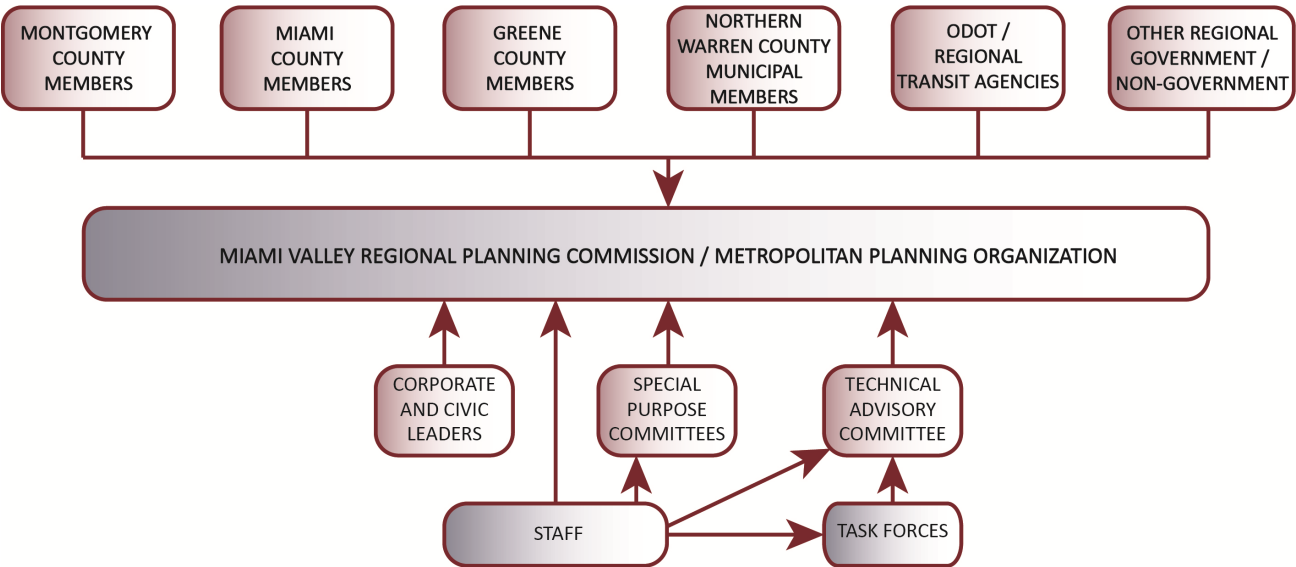 MONTGOMERY
COUNTY
MEMBERS
MIAMI
COUNTY
MEMBERS
GREENE
COUNTY
MEMBERS
NORTHERN
WARREN COUNTY
MUNICIPAL
MEMBERS
ODOT /
REGIONAL
TRANSIT AGENCIES
OTHER REGIONAL
GOVERNMENT /
NON-GOVERNMENT
MIAMI VALLEY REGIONAL PLANNING COMMISSION / METROPOLITAN PLANNING ORGANIZATION
CORPORATE
AND CIVIC
LEADERS
SPECIAL
PURPOSE
COMMITTEES
TECHNICAL
ADVISORY
COMMITTEE
STAFF
TASK FORCES